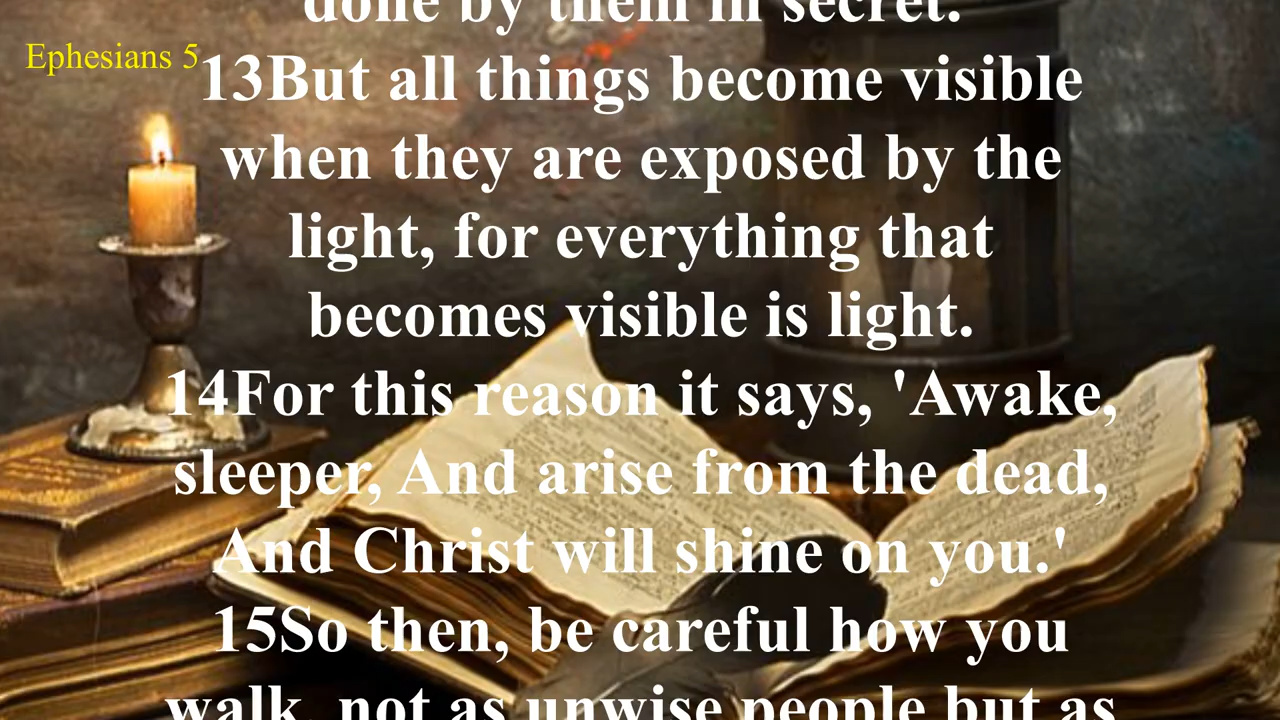 done by them in secret.
Ephesians 5
13But all things become visible
when they are exposed by the
light, for everything that
becomes visible is light.
14For this reason it says, 'Awake,
sleeper, And arise from the dead,
And Christ will shine on you.'
15So then, be careful how you
walk, not as unwise people but as